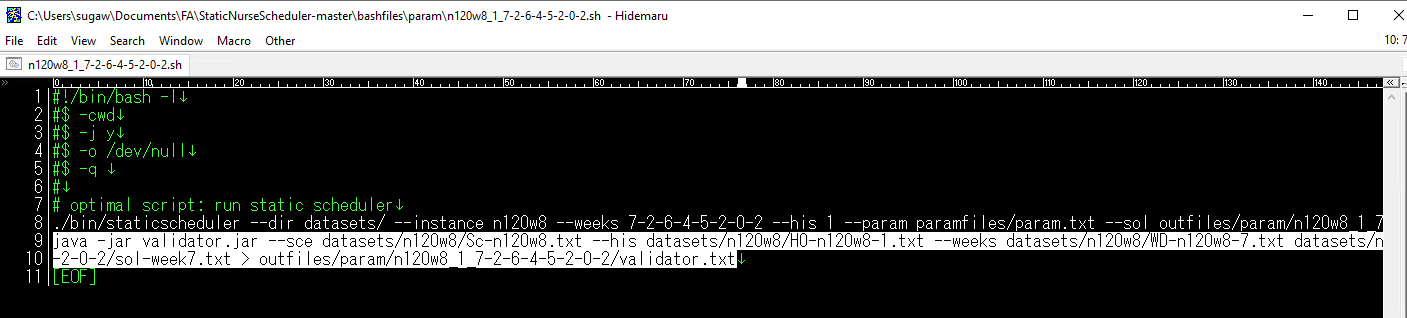 C:\Users\sugaw\Documents\FA\StaticNurseScheduler-master\bashfiles\param\n120w8_1_7-2-6-4-5-2-0-2.sh - Hidemaru
File Edit View Search Window Macro Other 10: 7
n120w8_1_7-2-6-4-5-2-0-2.sh
0 10 20 30 40 50 60 70 80 90 100 110 120 130 140
1 #!/bin/bash -l↓
2 #$ -cwd↓
3 #$ -j y↓
4 #$ -o /dev/null↓
5 #$ -q ↓
6 #↓
7 # optimal script: run static scheduler↓
8 ./bin/staticscheduler --dir datasets/ --instance n120w8 --weeks 7-2-6-4-5-2-0-2 --his 1 --param paramfiles/param.txt --sol outfiles/param/n120w8_1_7
9 java -jar validator.jar --sce datasets/n120w8/Sc-n120w8.txt --his datasets/n120w8/H0-n120w8-1.txt --weeks datasets/n120w8/WD-n120w8-7.txt datasets/n
10 -2-0-2/sol-week7.txt > outfiles/param/n120w8_1_7-2-6-4-5-2-0-2/validator.txt↓
11 [EOF]